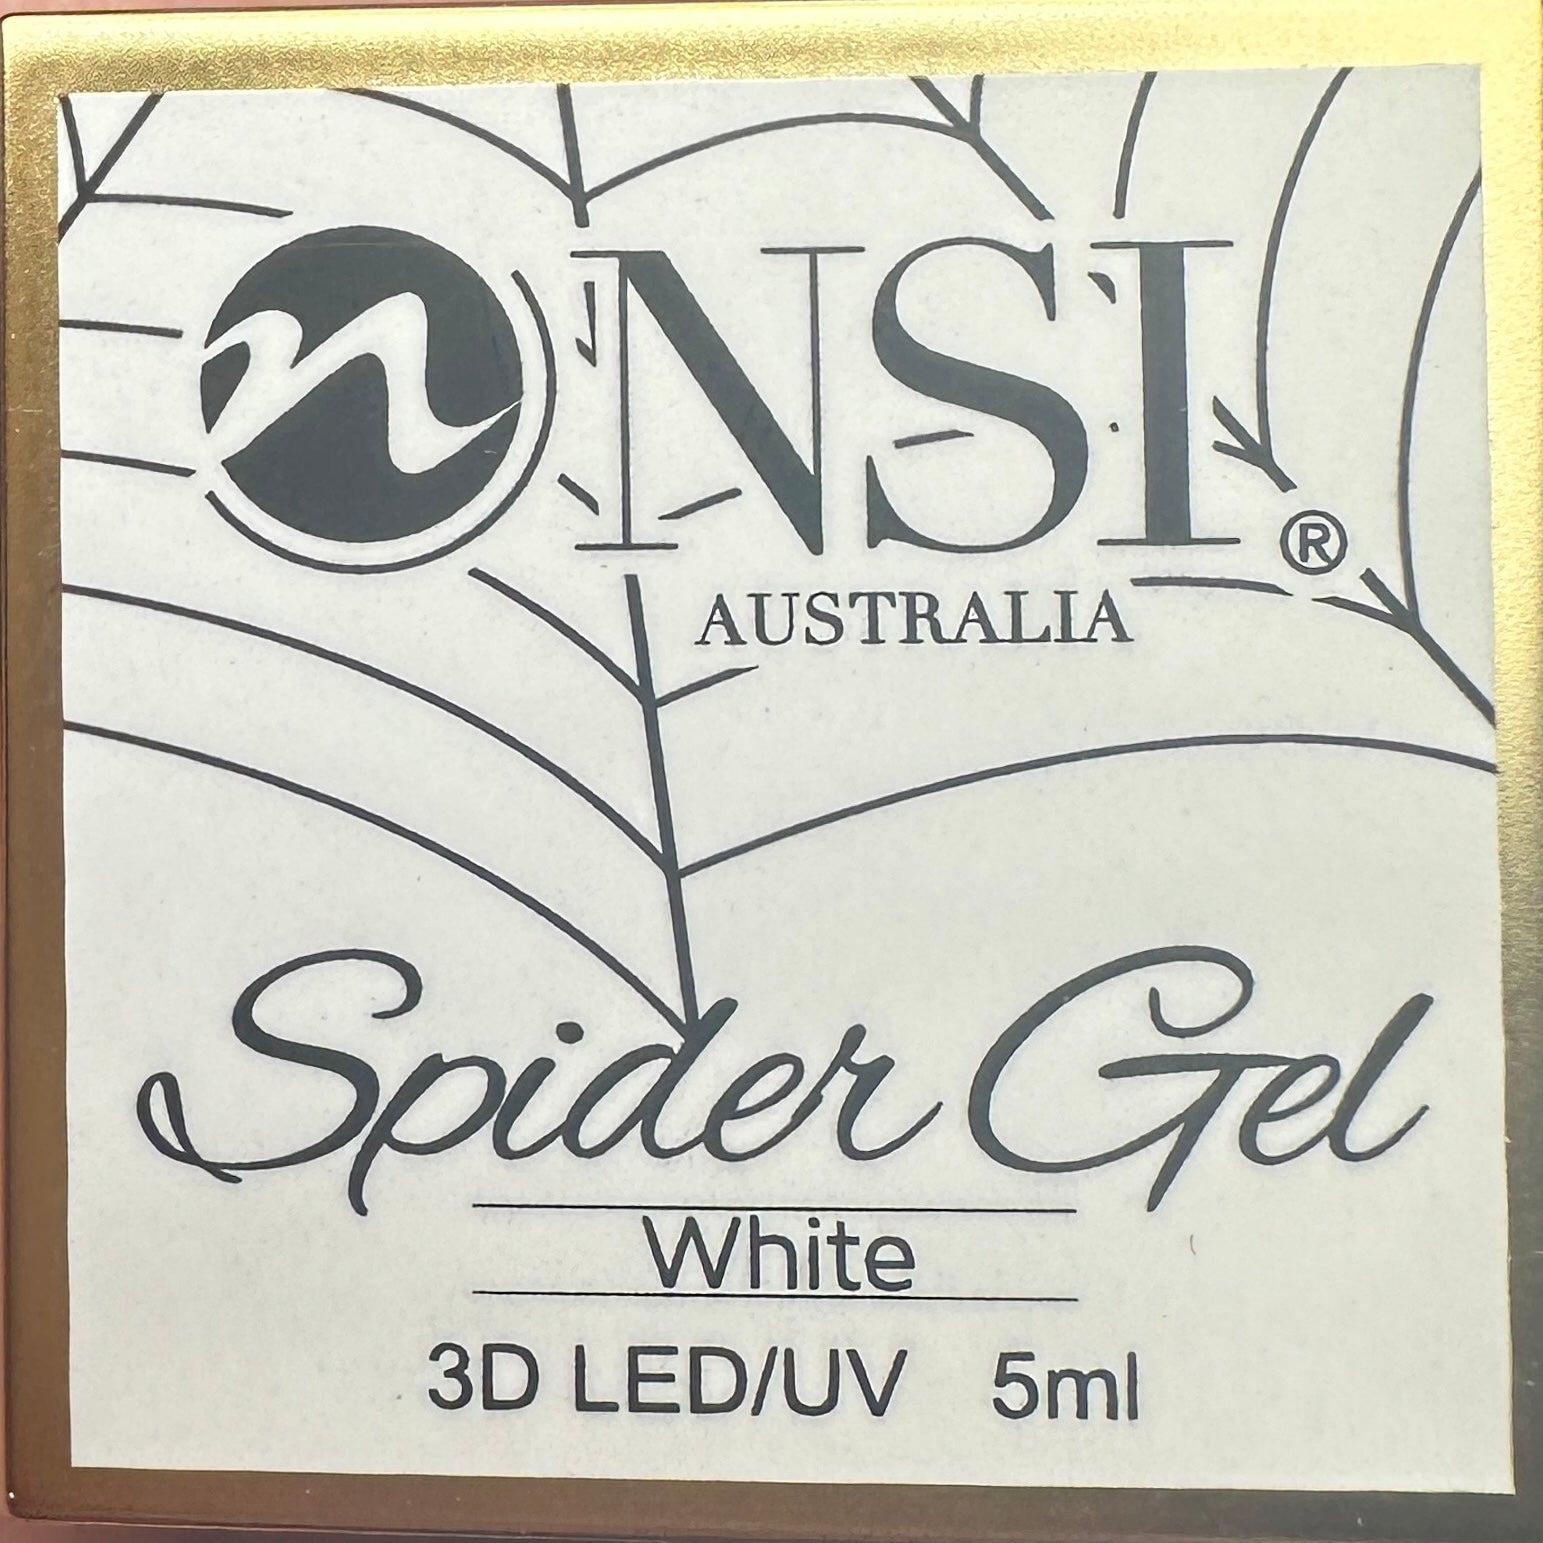 n NSI®
AUSTRALIA
Spider Gel
White
3D LED/UV 5ml